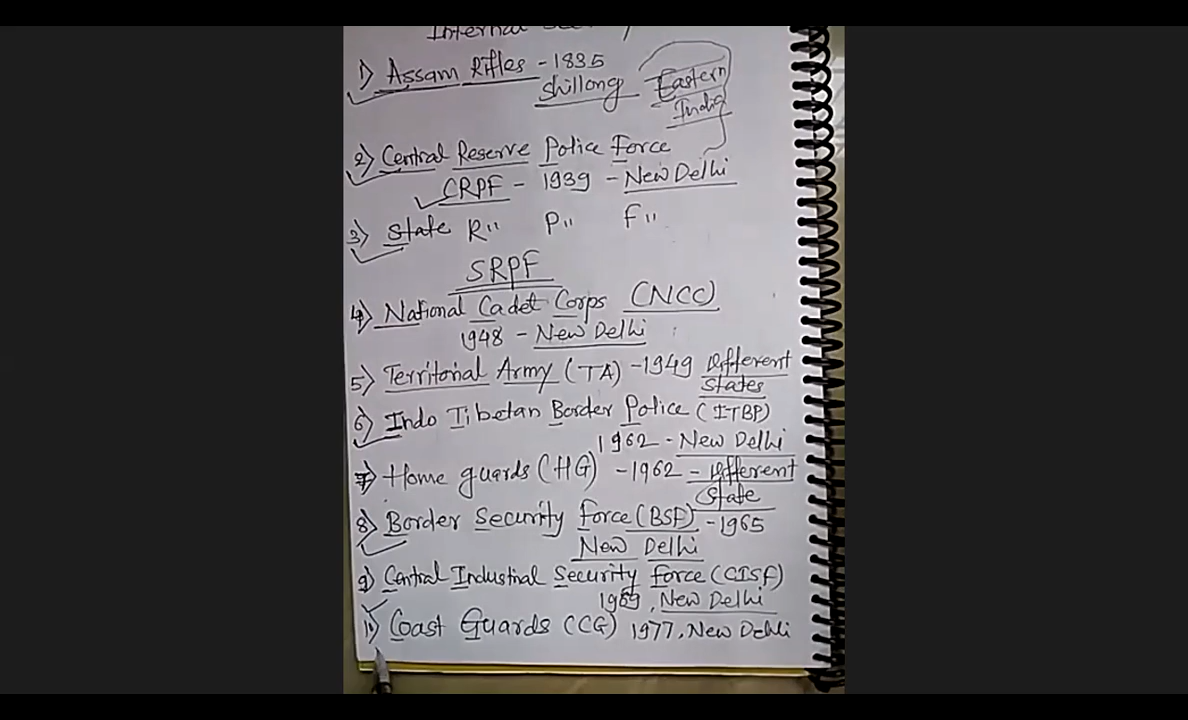 Internal Security
1) Assam Rifles - 1835
Shillong Eastern
India
2) Central Reserve Police Force
CRPF - 1939 - New Delhi
3) State R" P" F"
SRPF
4) National Cadet Corps (NCC)
1948 - New Delhi
5) Territorial Army (TA) - 1949 Different
States
6) Indo Tibetan Border Police (ITBP)
1962 - New Delhi
7) Home guards (HG) - 1962 - Different
State
8) Border Security Force (BSF) - 1965
New Delhi
9) Central Industrial Security force (CISF)
1969, New Delhi
10) Coast Guards (CG) 1977, New Delhi